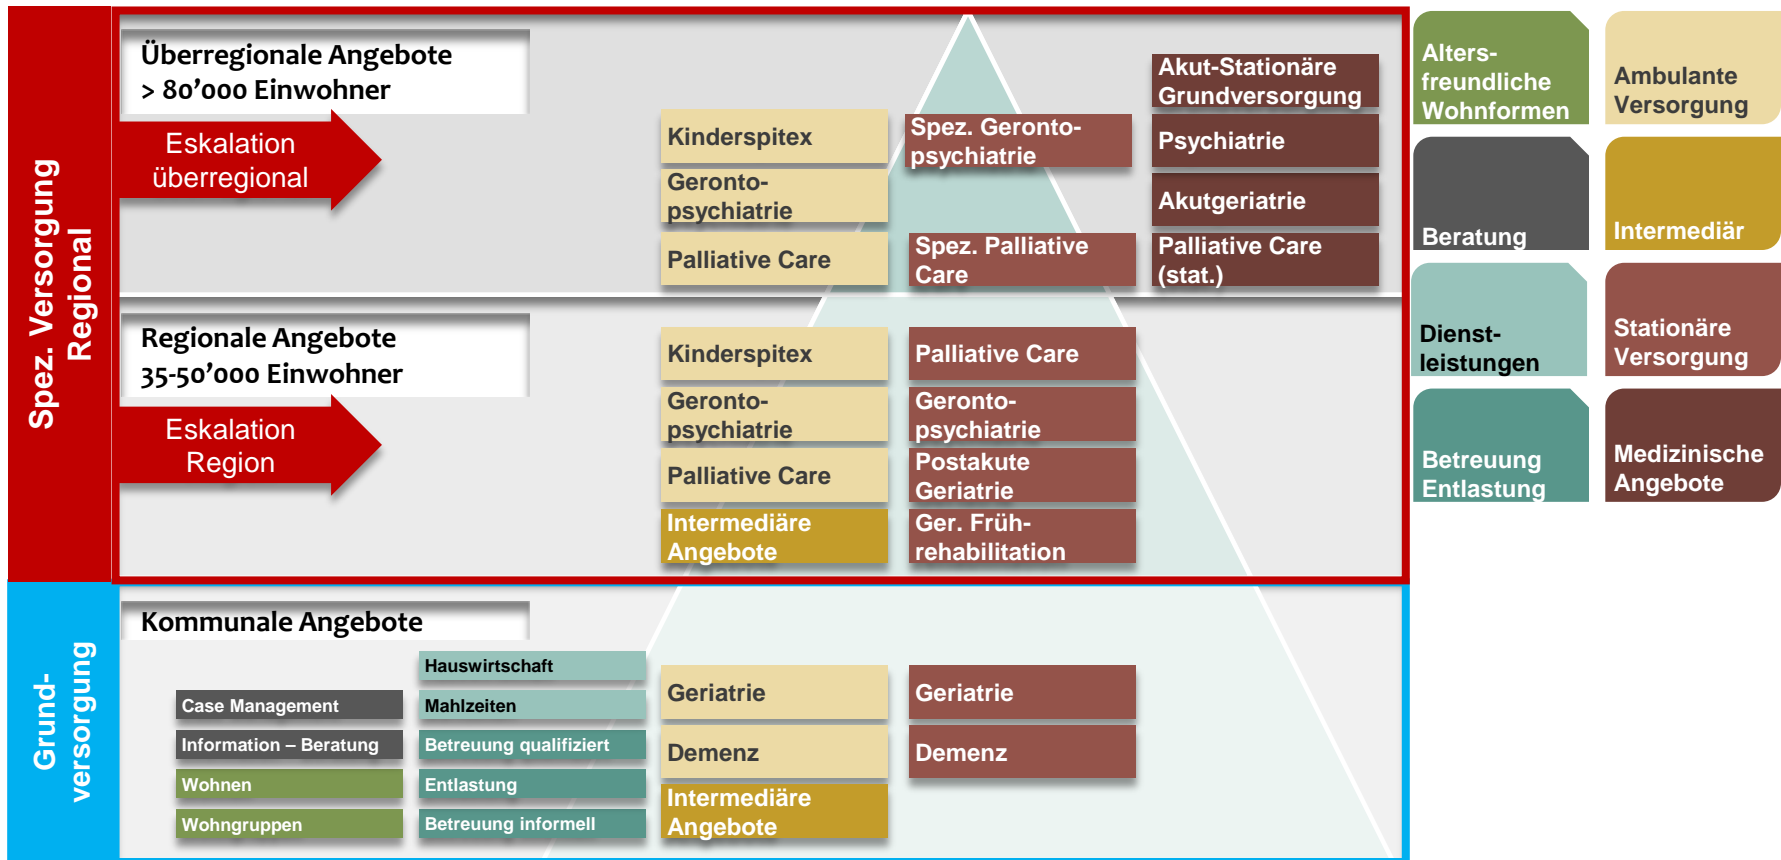 Spez. Versorgung
Regional
Überregionale Angebote
> 80’000 Einwohner
Eskalation
überregional
Kinderspitex
Geronto-
psychiatrie
Palliative Care
Spez. Geronto-
psychiatrie
Spez. Palliative
Care
Akut-Stationäre
Grundversorgung
Psychiatrie
Akutgeriatrie
Palliative Care
(stat.)
Regionale Angebote
35-50’000 Einwohner
Eskalation
Region
Kinderspitex
Geronto-
psychiatrie
Palliative Care
Intermediäre
Angebote
Palliative Care
Geronto-
psychiatrie
Postakute
Geriatrie
Ger. Früh-
rehabilitation
Grund-
versorgung
Kommunale Angebote
Case Management
Information – Beratung
Wohnen
Wohngruppen
Hauswirtschaft
Mahlzeiten
Betreuung qualifiziert
Entlastung
Betreuung informell
Geriatrie
Demenz
Intermediäre
Angebote
Geriatrie
Demenz
Alters-
freundliche
Wohnformen
Ambulante
Versorgung
Beratung
Intermediär
Dienst-
leistungen
Stationäre
Versorgung
Betreuung
Entlastung
Medizinische
Angebote